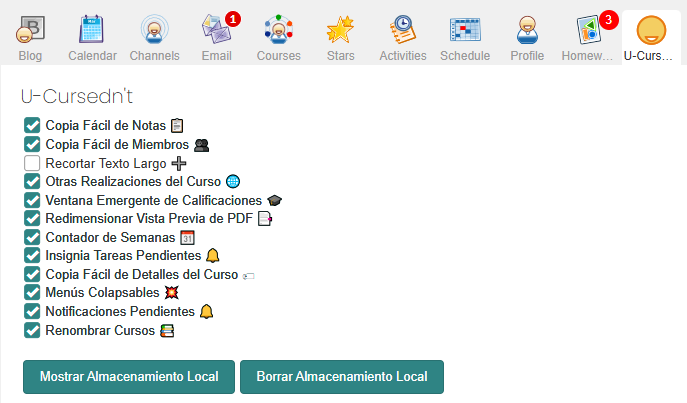 1
3
Blog Calendar Channels Email Courses Stars Activities Schedule Profile Homew... U-Curs...
U-Cursedn't
Copia Fácil de Notas
Copia Fácil de Miembros
Recortar Texto Largo
Otras Realizaciones del Curso
Ventana Emergente de Calificaciones
Redimensionar Vista Previa de PDF
Contador de Semanas
31
Insignia Tareas Pendientes
Copia Fácil de Detalles del Curso
Menús Colapsables
Notificaciones Pendientes
Renombrar Cursos
Mostrar Almacenamiento Local Borrar Almacenamiento Local